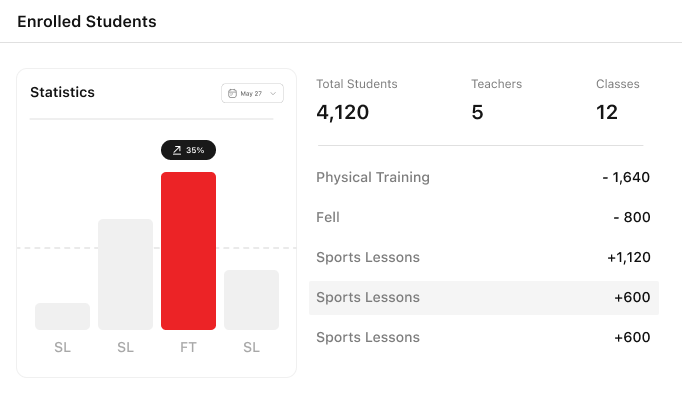 Enrolled Students
Statistics
May 27
35%
SL SL FT SL
Total Students Teachers Classes
4,120 5 12
Physical Training - 1,640
Fell - 800
Sports Lessons +1,120
Sports Lessons +600
Sports Lessons +600